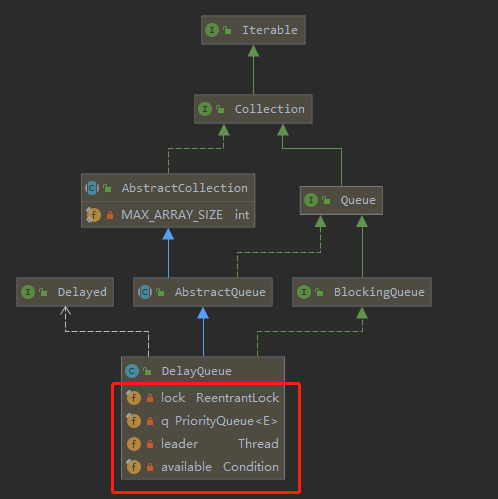 Iterable
Collection
AbstractCollection
MAX_ARRAY_SIZE int
Queue
Delayed
AbstractQueue
BlockingQueue
DelayQueue
lock ReentrantLock
q PriorityQueue<E>
leader Thread
available Condition